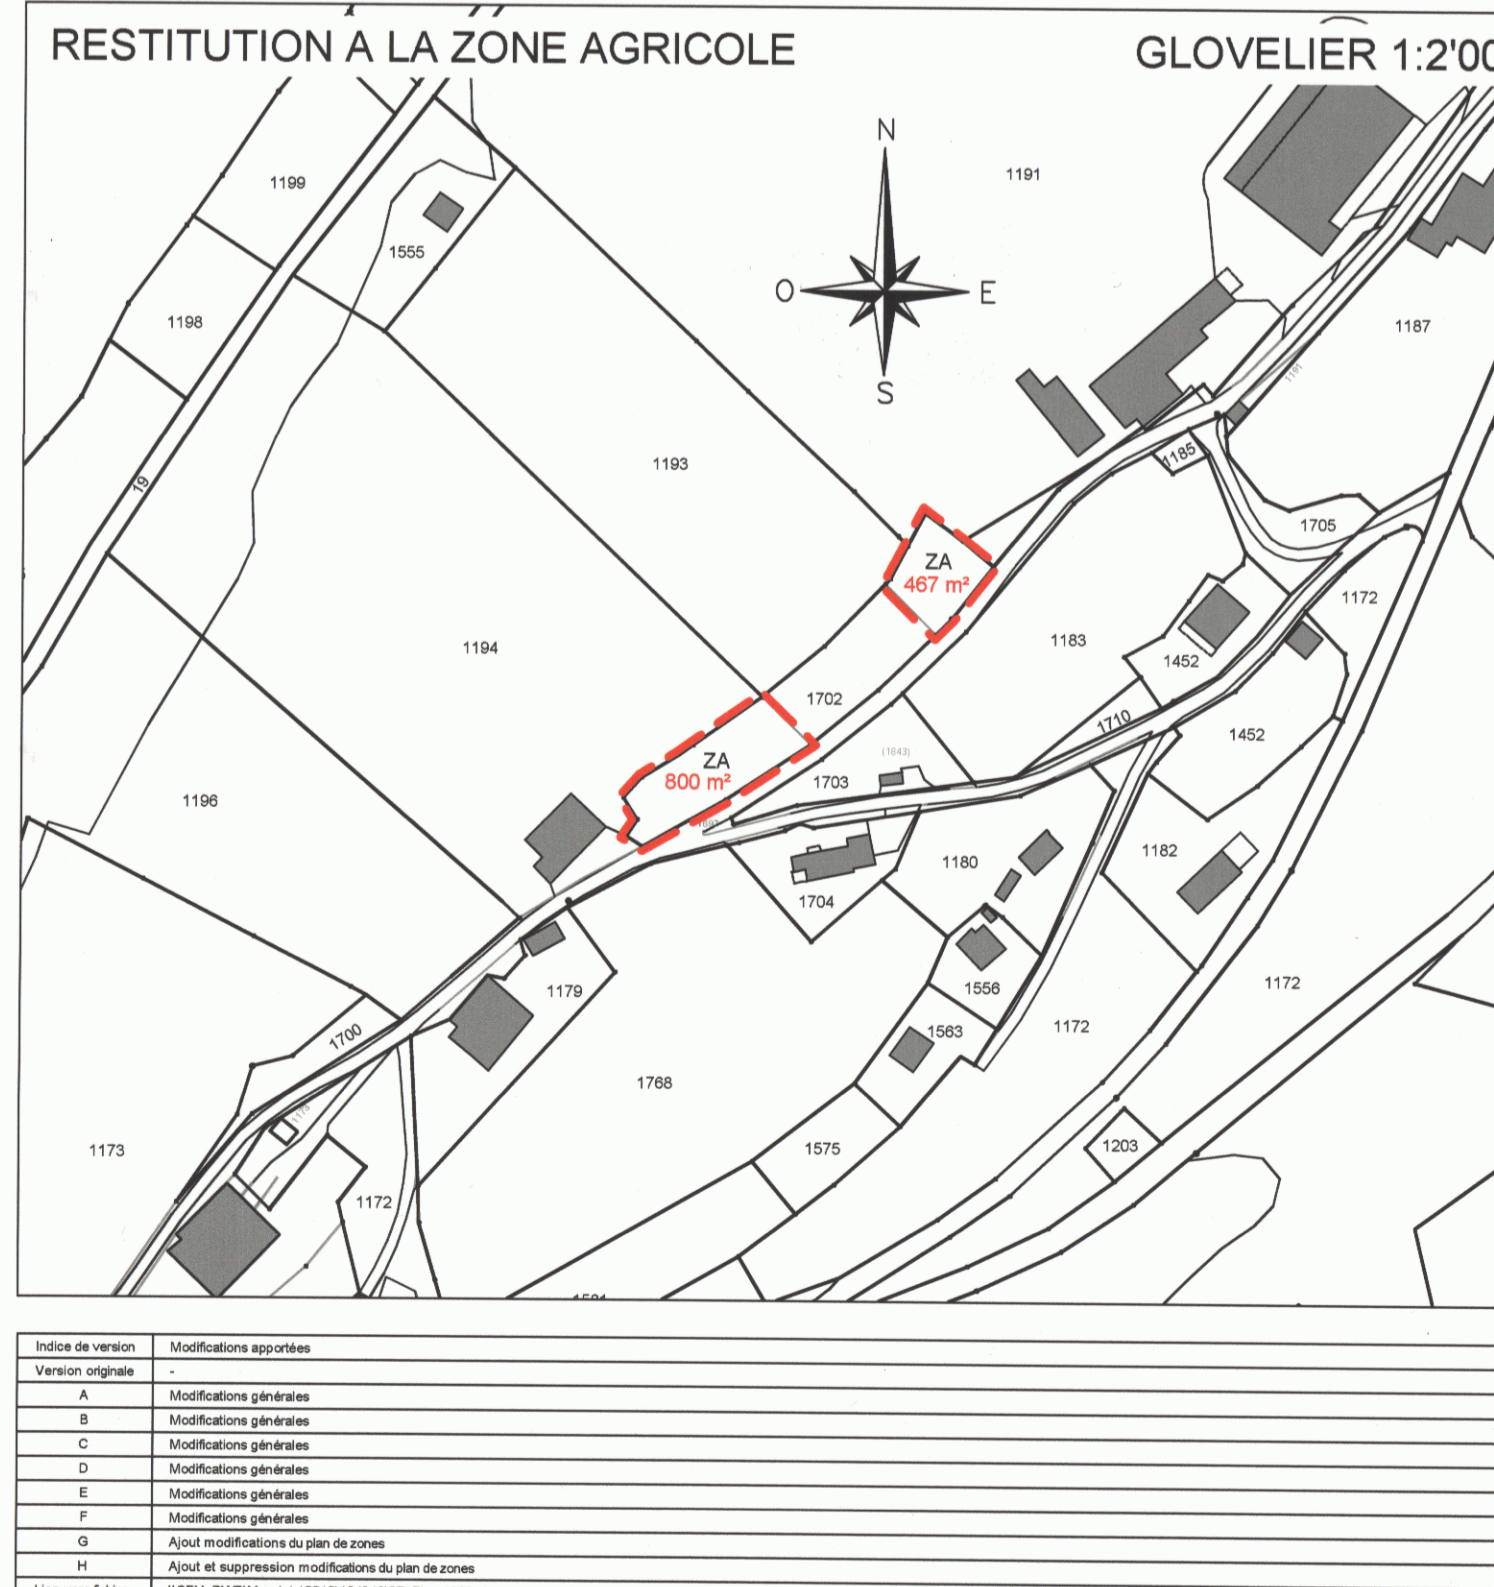 RESTITUTION A LA ZONE AGRICOLE
GLOVELIER 1:2'00
N
1191
1199
1555
O
E
1198
1187
S
1191
19
1193
1185
1705
ZA
467 m²
1172
1194
1183
1452
1702
1710
1452
(1843)
ZA
800 m²
1703
1196
1180
1182
1704
1179
1556
1172
1563
1172
1700
1768
1173
1173
1575
1203
1172
Indice de version Modifications apportées
Version originale -
A Modifications générales
B Modifications générales
C Modifications générales
D Modifications générales
E Modifications générales
F Modifications générales
G Ajout modifications du plan de zones
H Ajout et suppression modifications du plan de zones